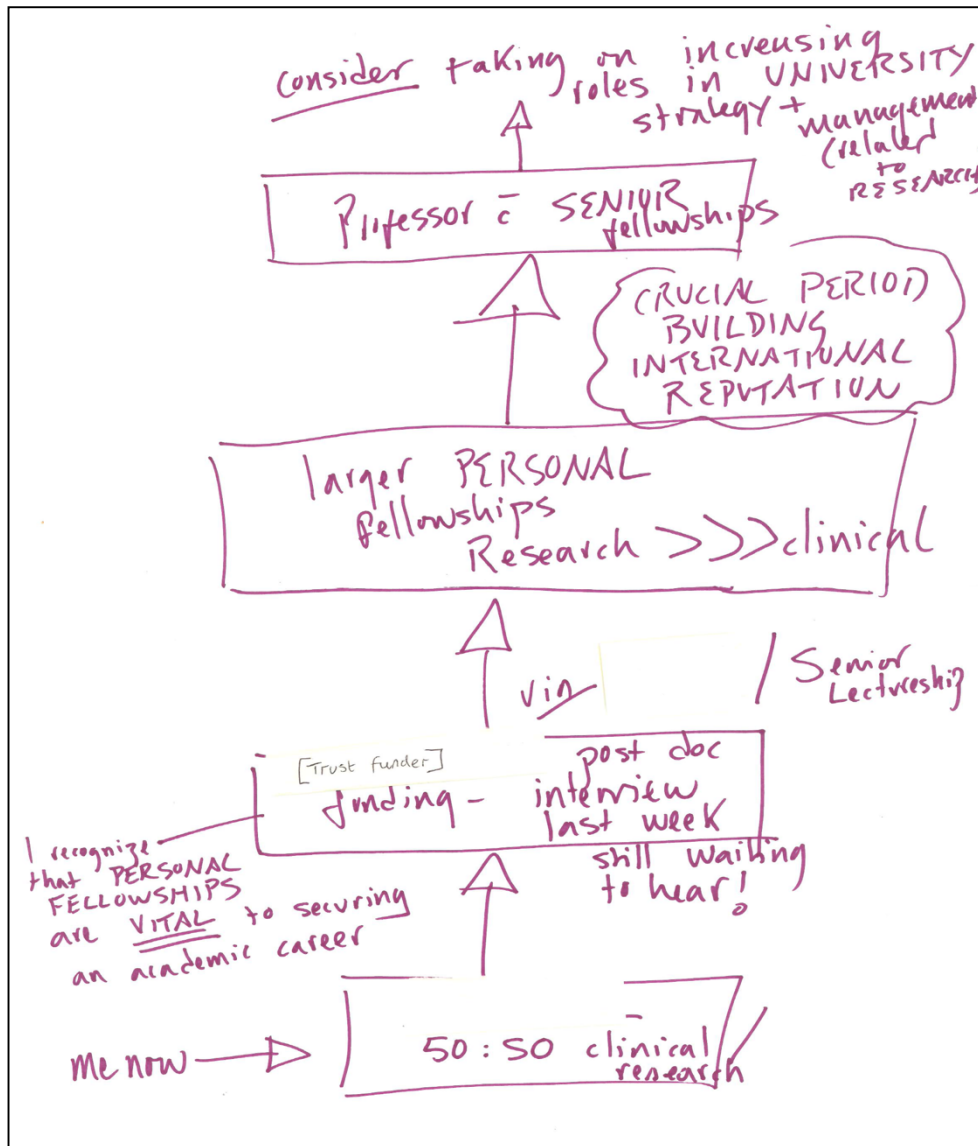 consider taking on increasing
roles in UNIVERSITY
strategy +
management
(related
to
RESEARCH)
Professor c̄ SENIOR
fellowships
CRUCIAL PERIOD
BUILDING
INTERNATIONAL
REPUTATION
larger PERSONAL
fellowships
Research >>> clinical
via / Senior
Lectureship
[Trust funder] post doc
funding - interview
last week
still waiting
to hear!
I recognize
that PERSONAL
FELLOWSHIPS
are VITAL to securing
an academic career
me now
50:50 clinical
research